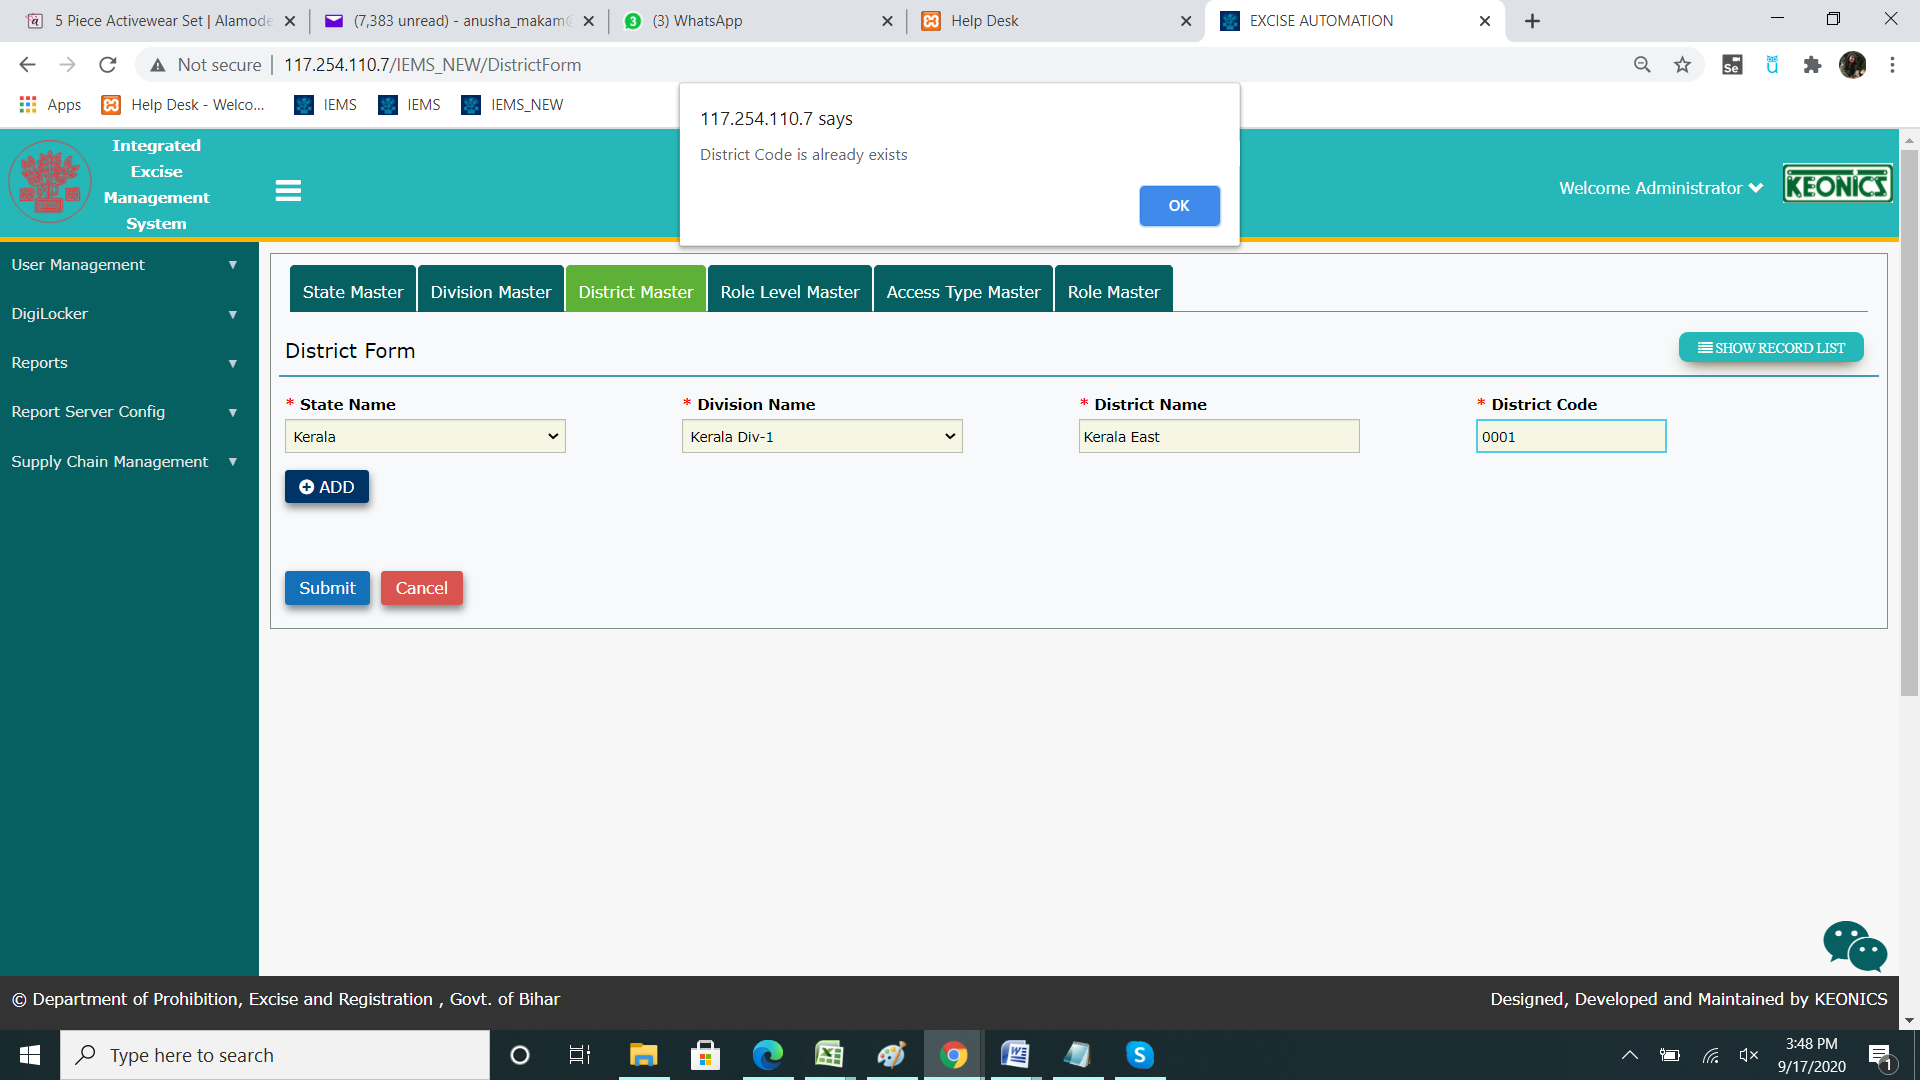 5 Piece Activewear Set | Alamode
(7,383 unread) - anusha_makam@
(3) WhatsApp
Help Desk
EXCISE AUTOMATION
Not secure | 117.254.110.7/IEMS_NEW/DistrictForm
Apps
Help Desk - Welco...
IEMS
IEMS
IEMS_NEW
117.254.110.7 says
District Code is already exists
OK
Integrated
Excise
Management
System
Welcome Administrator
KEONICS
User Management
DigiLocker
Reports
Report Server Config
Supply Chain Management
State Master
Division Master
District Master
Role Level Master
Access Type Master
Role Master
District Form
SHOW RECORD LIST
* State Name
* Division Name
* District Name
* District Code
Kerala
Kerala Div-1
Kerala East
0001
ADD
Submit
Cancel
© Department of Prohibition, Excise and Registration , Govt. of Bihar
Designed, Developed and Maintained by KEONICS
Type here to search
3:48 PM
9/17/2020
1